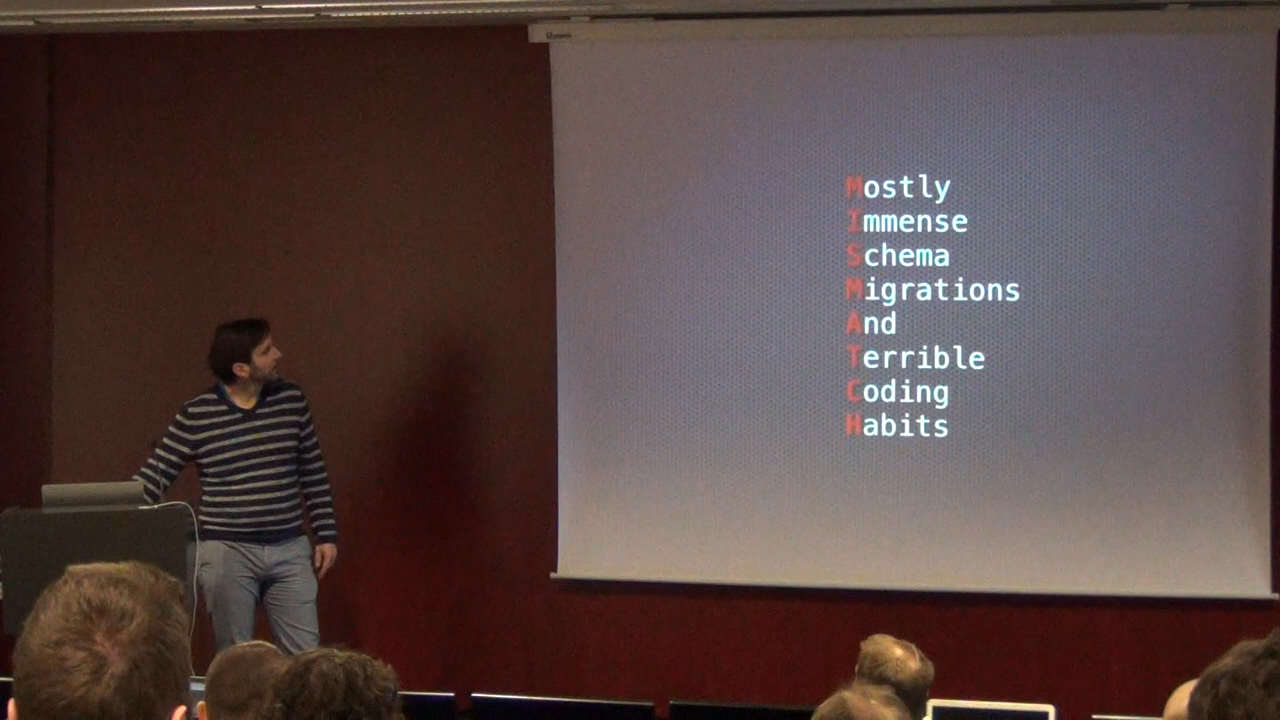 Mostly
Immense
Schema
Migrations
And
Terrible
Coding
Habits